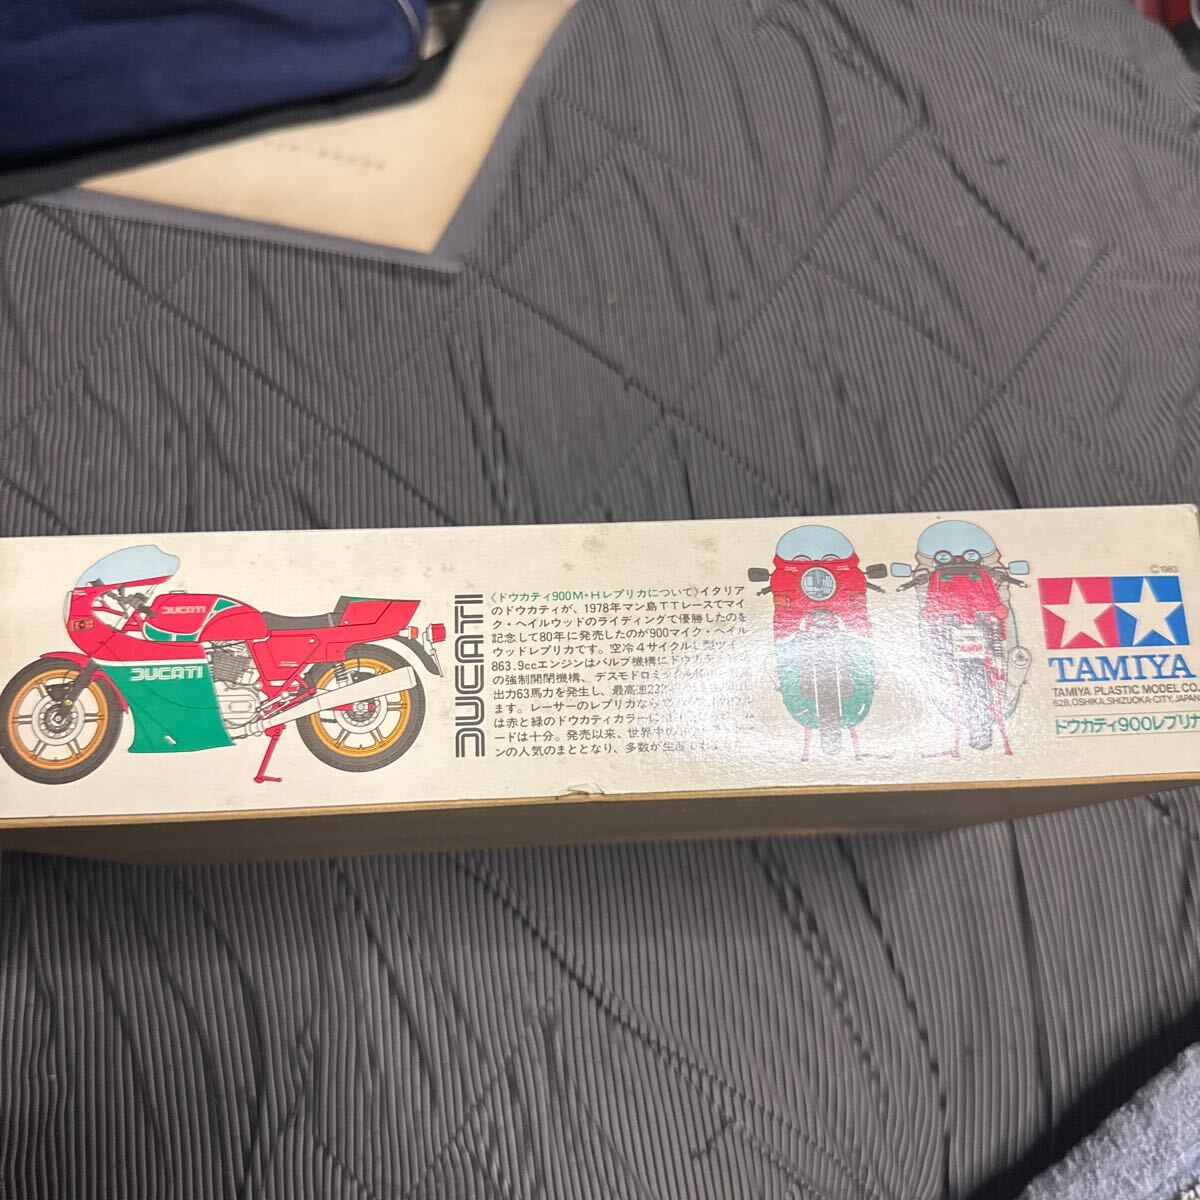 DUCATI
DUCATI
DUCATI
《ドゥカティ900M・Hレプリカについて》イタリア
のドゥカティが、1978年マン島TTレースでマイ
ク・ヘイルウッドのライディングで優勝したのを
記念して80年に発売したのが900マイク・ヘイル
ウッドレプリカです。空冷4サイクルL型ツイ
863.9ccエンジンはバルブ機構にドゥカ
の強制開閉機構、デスモドロミック
出力63馬力を発生し、最高速
ます。レーサーのレプリカなら
は赤と緑のドゥカティカラーに
ードは十分。発売以来、世界中の
ンの人気のまととなり、多数が生産
©1983
TAMIYA
TAMIYA PLASTIC MODEL CO.
628, OSHIKA, SHIZUOKA-CITY, JAPAN
ドゥカティ900レプリカ